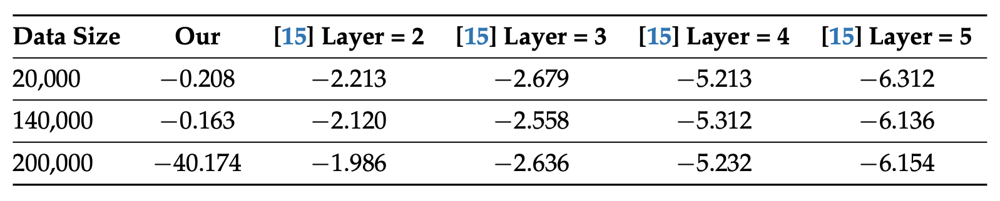 Data Size Our [15] Layer = 2 [15] Layer = 3 [15] Layer = 4 [15] Layer = 5
20,000 −0.208 −2.213 −2.679 −5.213 −6.312
140,000 −0.163 −2.120 −2.558 −5.312 −6.136
200,000 −40.174 −1.986 −2.636 −5.232 −6.154